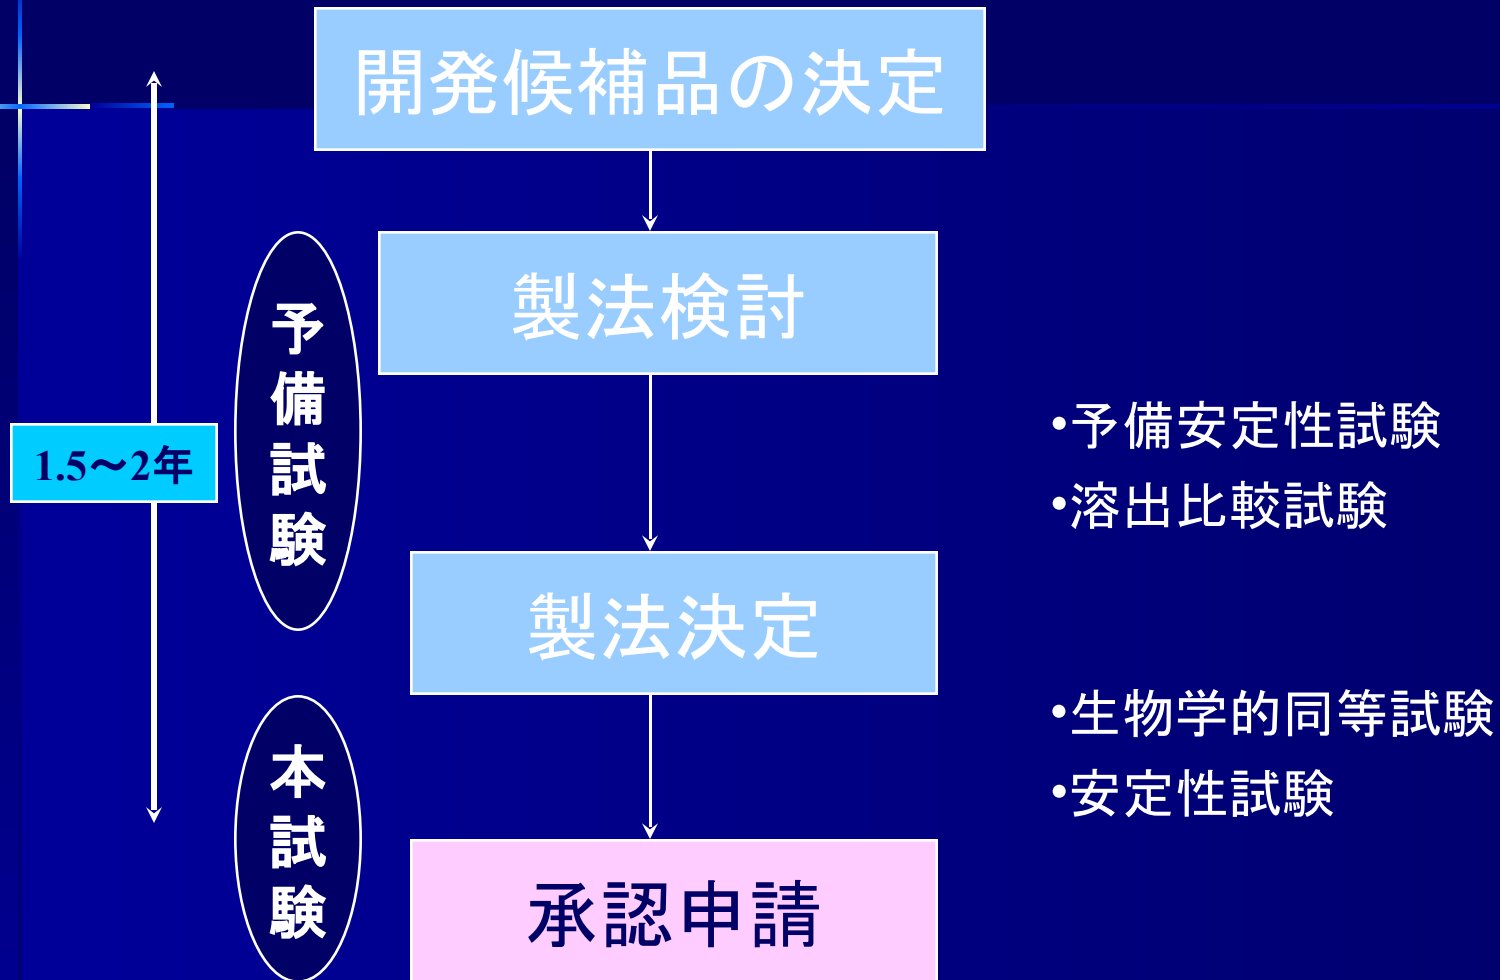 開発候補品の決定
製法検討
予備試験
1.5～2年
•予備安定性試験
•溶出比較試験
製法決定
•生物学的同等試験
•安定性試験
本試験
承認申請